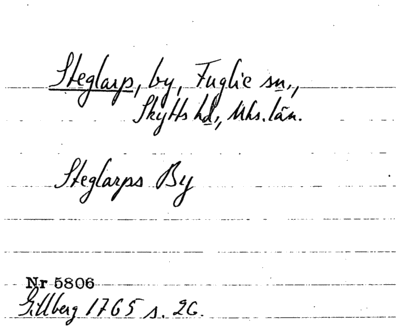 Steglarp, by, Fuglie sn.,
Skytts hd., Mhs. län.
Steglarps By
Nr 5806
Gillberg 1765 s. 26.